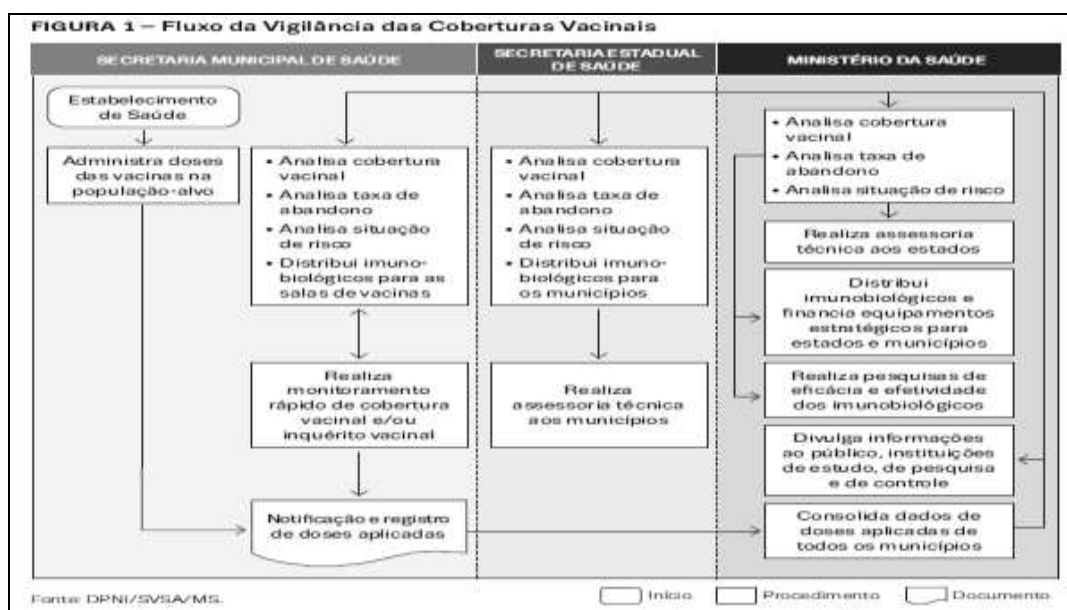 FIGURA 1 – Fluxo da Vigilância das Coberturas Vacinais
SECRETARIA MUNICIPAL DE SAÚDE
SECRETARIA ESTADUAL
DE SAÚDE
MINISTÉRIO DA SAÚDE
Estabelecimento
de Saúde
Administra doses
das vacinas na
população-alvo
• Analisa cobertura
vacinal
• Analisa taxa de
abandono
• Analisa situação
de risco
• Distribui imuno-
biológicos para as
salas de vacinas
Realiza
monitoramento
rápido de cobertura
vacinal e/ou
inquérito vacinal
Notificação e registro
de doses aplicadas
• Analisa cobertura
vacinal
• Analisa taxa de
abandono
• Analisa situação
de risco
• Distribui imuno-
biológicos para
os municípios
Realiza
assessoria técnica
aos municípios
• Analisa cobertura
vacinal
• Analisa taxa de
abandono
• Analisa situação de risco
Realiza assessoria
técnica aos estados
Distribui
imunobiológicos e
financia equipamentos
estratégicos para
estados e municípios
Realiza pesquisas de
eficácia e efetividade
dos imunobiológicos
Divulga informações
ao público, instituições
de estudo, de pesquisa
e de controle
Consolida dados de
doses aplicadas de
todos os municípios
Fonte: DPNI/SVSA/MS.
Início
Procedimento
Documento